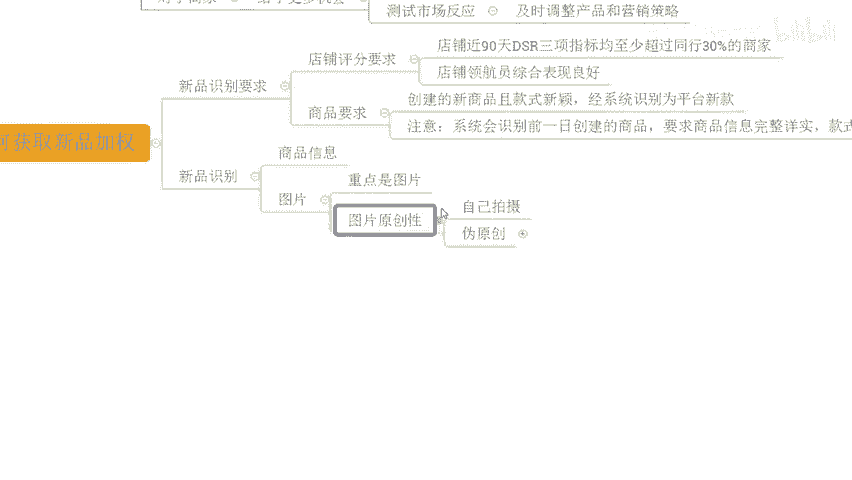 测试市场反应
及时调整产品和营销策略
店铺近90天DSR三项指标均至少超过同行30%的商家
店铺评分要求
店铺领航员综合表现良好
新品识别要求
创建的新商品且款式新颖，经系统识别为平台新款
商品要求
注意：系统会识别前一日创建的商品，要求商品信息完整详实，款式
何获取新品加权
商品信息
新品识别
重点是图片
图片
自己拍摄
图片原创性
伪原创